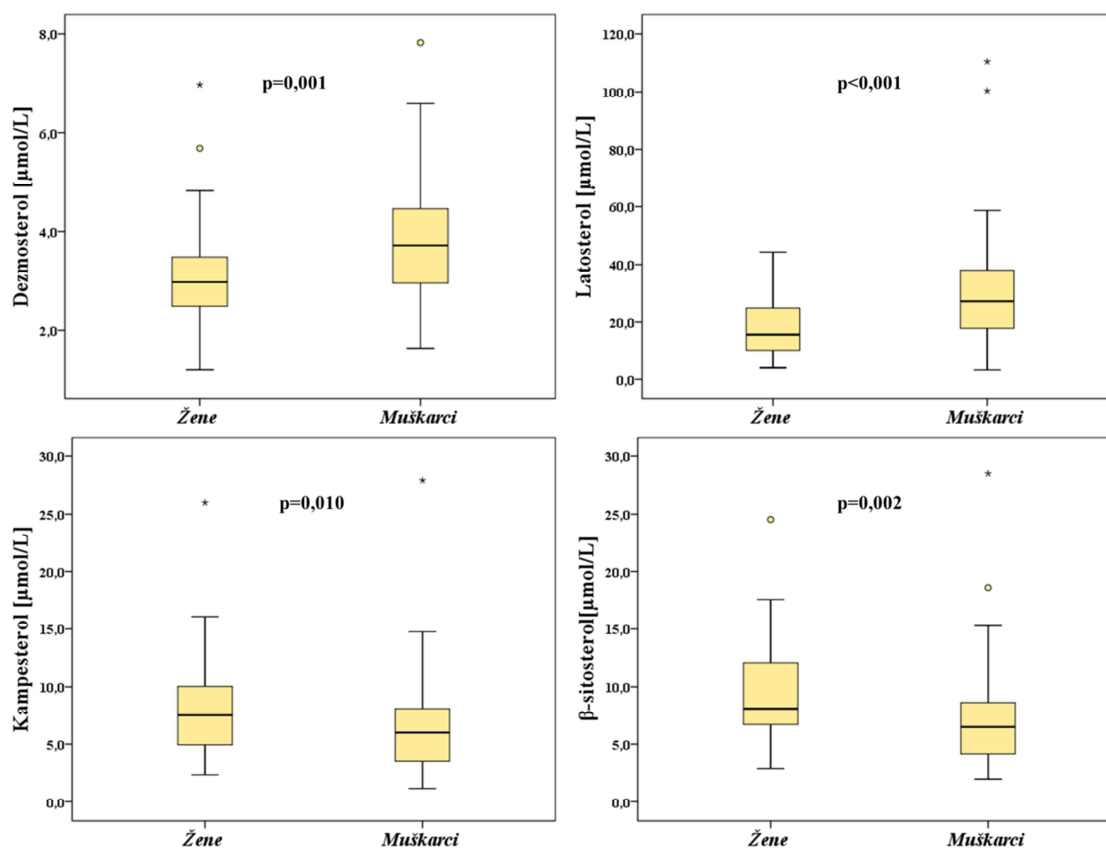 8,0
6,0
4,0
2,0
Dezmosterol [µmol/L]
p=0,001
Žene Muškarci
120,0
100,0
80,0
60,0
40,0
20,0
0,0
Latosterol [µmol/L]
p<0,001
Žene Muškarci
30,0
25,0
20,0
15,0
10,0
5,0
0,0
Kampesterol [µmol/L]
p=0,010
Žene Muškarci
30,0
25,0
20,0
15,0
10,0
5,0
0,0
β-sitosterol[µmol/L]
p=0,002
Žene Muškarci